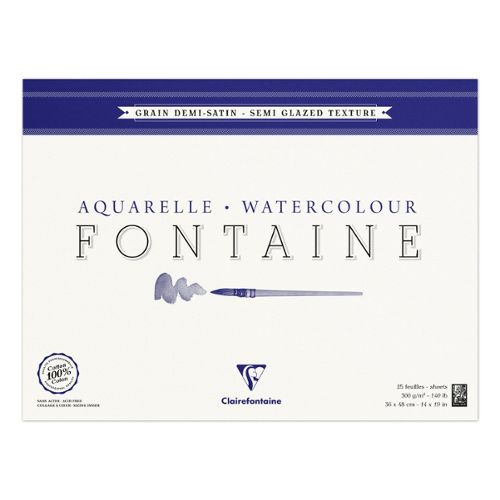 GRAIN DEMI-SATIN - SEMI GLAZED TEXTURE
AQUARELLE • WATERCOLOUR
FONTAINE
Cotton
100%
Coton
SANS ACIDE - ACID FREE
Clairefontaine
25 feuilles - sheets
300 g/m² - 140 lb
36 x 48 cm - 14 x 19 in